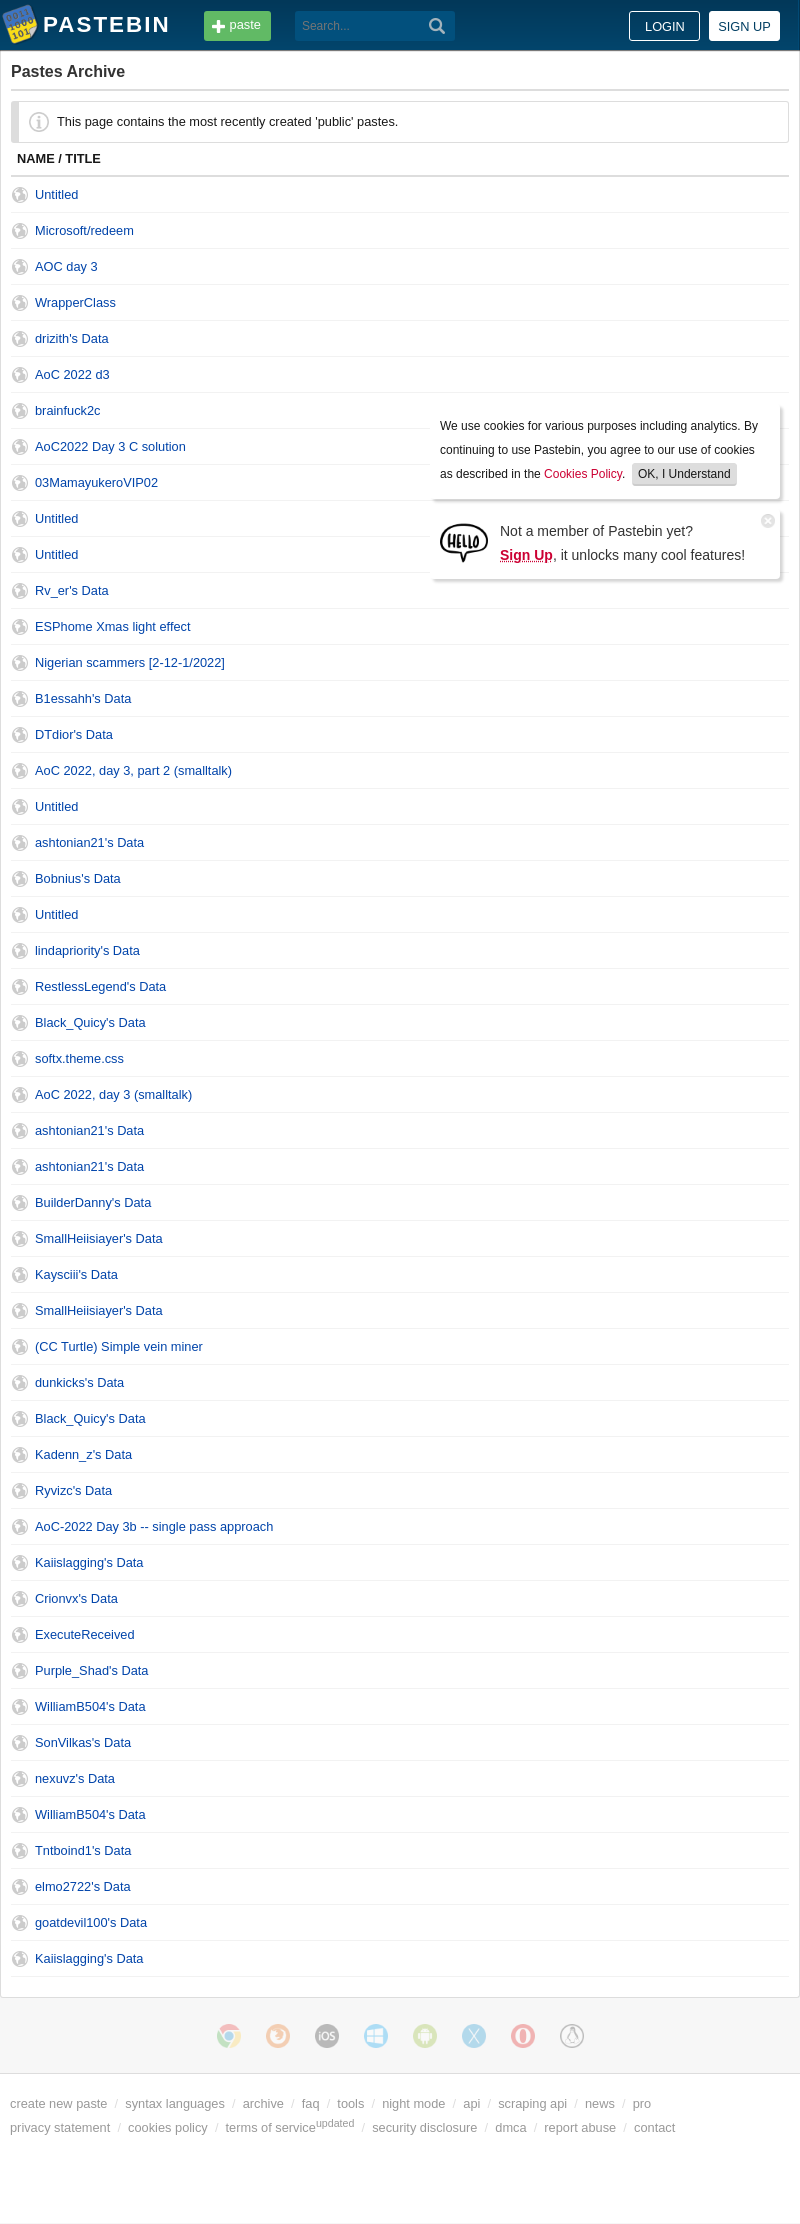 PASTEBIN
paste
Search...
LOGIN
SIGN UP
Pastes Archive
This page contains the most recently created 'public' pastes.
NAME / TITLE
Untitled
Microsoft/redeem
AOC day 3
WrapperClass
drizith's Data
AoC 2022 d3
brainfuck2c
AoC2022 Day 3 C solution
03MamayukeroVIP02
Untitled
Untitled
Rv_er's Data
ESPhome Xmas light effect
Nigerian scammers [2-12-1/2022]
B1essahh's Data
DTdior's Data
AoC 2022, day 3, part 2 (smalltalk)
Untitled
ashtonian21's Data
Bobnius's Data
Untitled
lindapriority's Data
RestlessLegend's Data
Black_Quicy's Data
softx.theme.css
AoC 2022, day 3 (smalltalk)
ashtonian21's Data
ashtonian21's Data
BuilderDanny's Data
SmallHeiisiayer's Data
Kaysciii's Data
SmallHeiisiayer's Data
(CC Turtle) Simple vein miner
dunkicks's Data
Black_Quicy's Data
Kadenn_z's Data
Ryvizc's Data
AoC-2022 Day 3b -- single pass approach
Kaiislagging's Data
Crionvx's Data
ExecuteReceived
Purple_Shad's Data
WilliamB504's Data
SonVilkas's Data
nexuvz's Data
WilliamB504's Data
Tntboind1's Data
elmo2722's Data
goatdevil100's Data
Kaiislagging's Data
We use cookies for various purposes including analytics. By
continuing to use Pastebin, you agree to our use of cookies
as described in the Cookies Policy. OK, I Understand
HELLO
Not a member of Pastebin yet?
Sign Up, it unlocks many cool features!
iOS
create new paste / syntax languages / archive / faq / tools / night mode / api / scraping api / news / pro
privacy statement / cookies policy / terms of serviceupdated / security disclosure / dmca / report abuse / contact